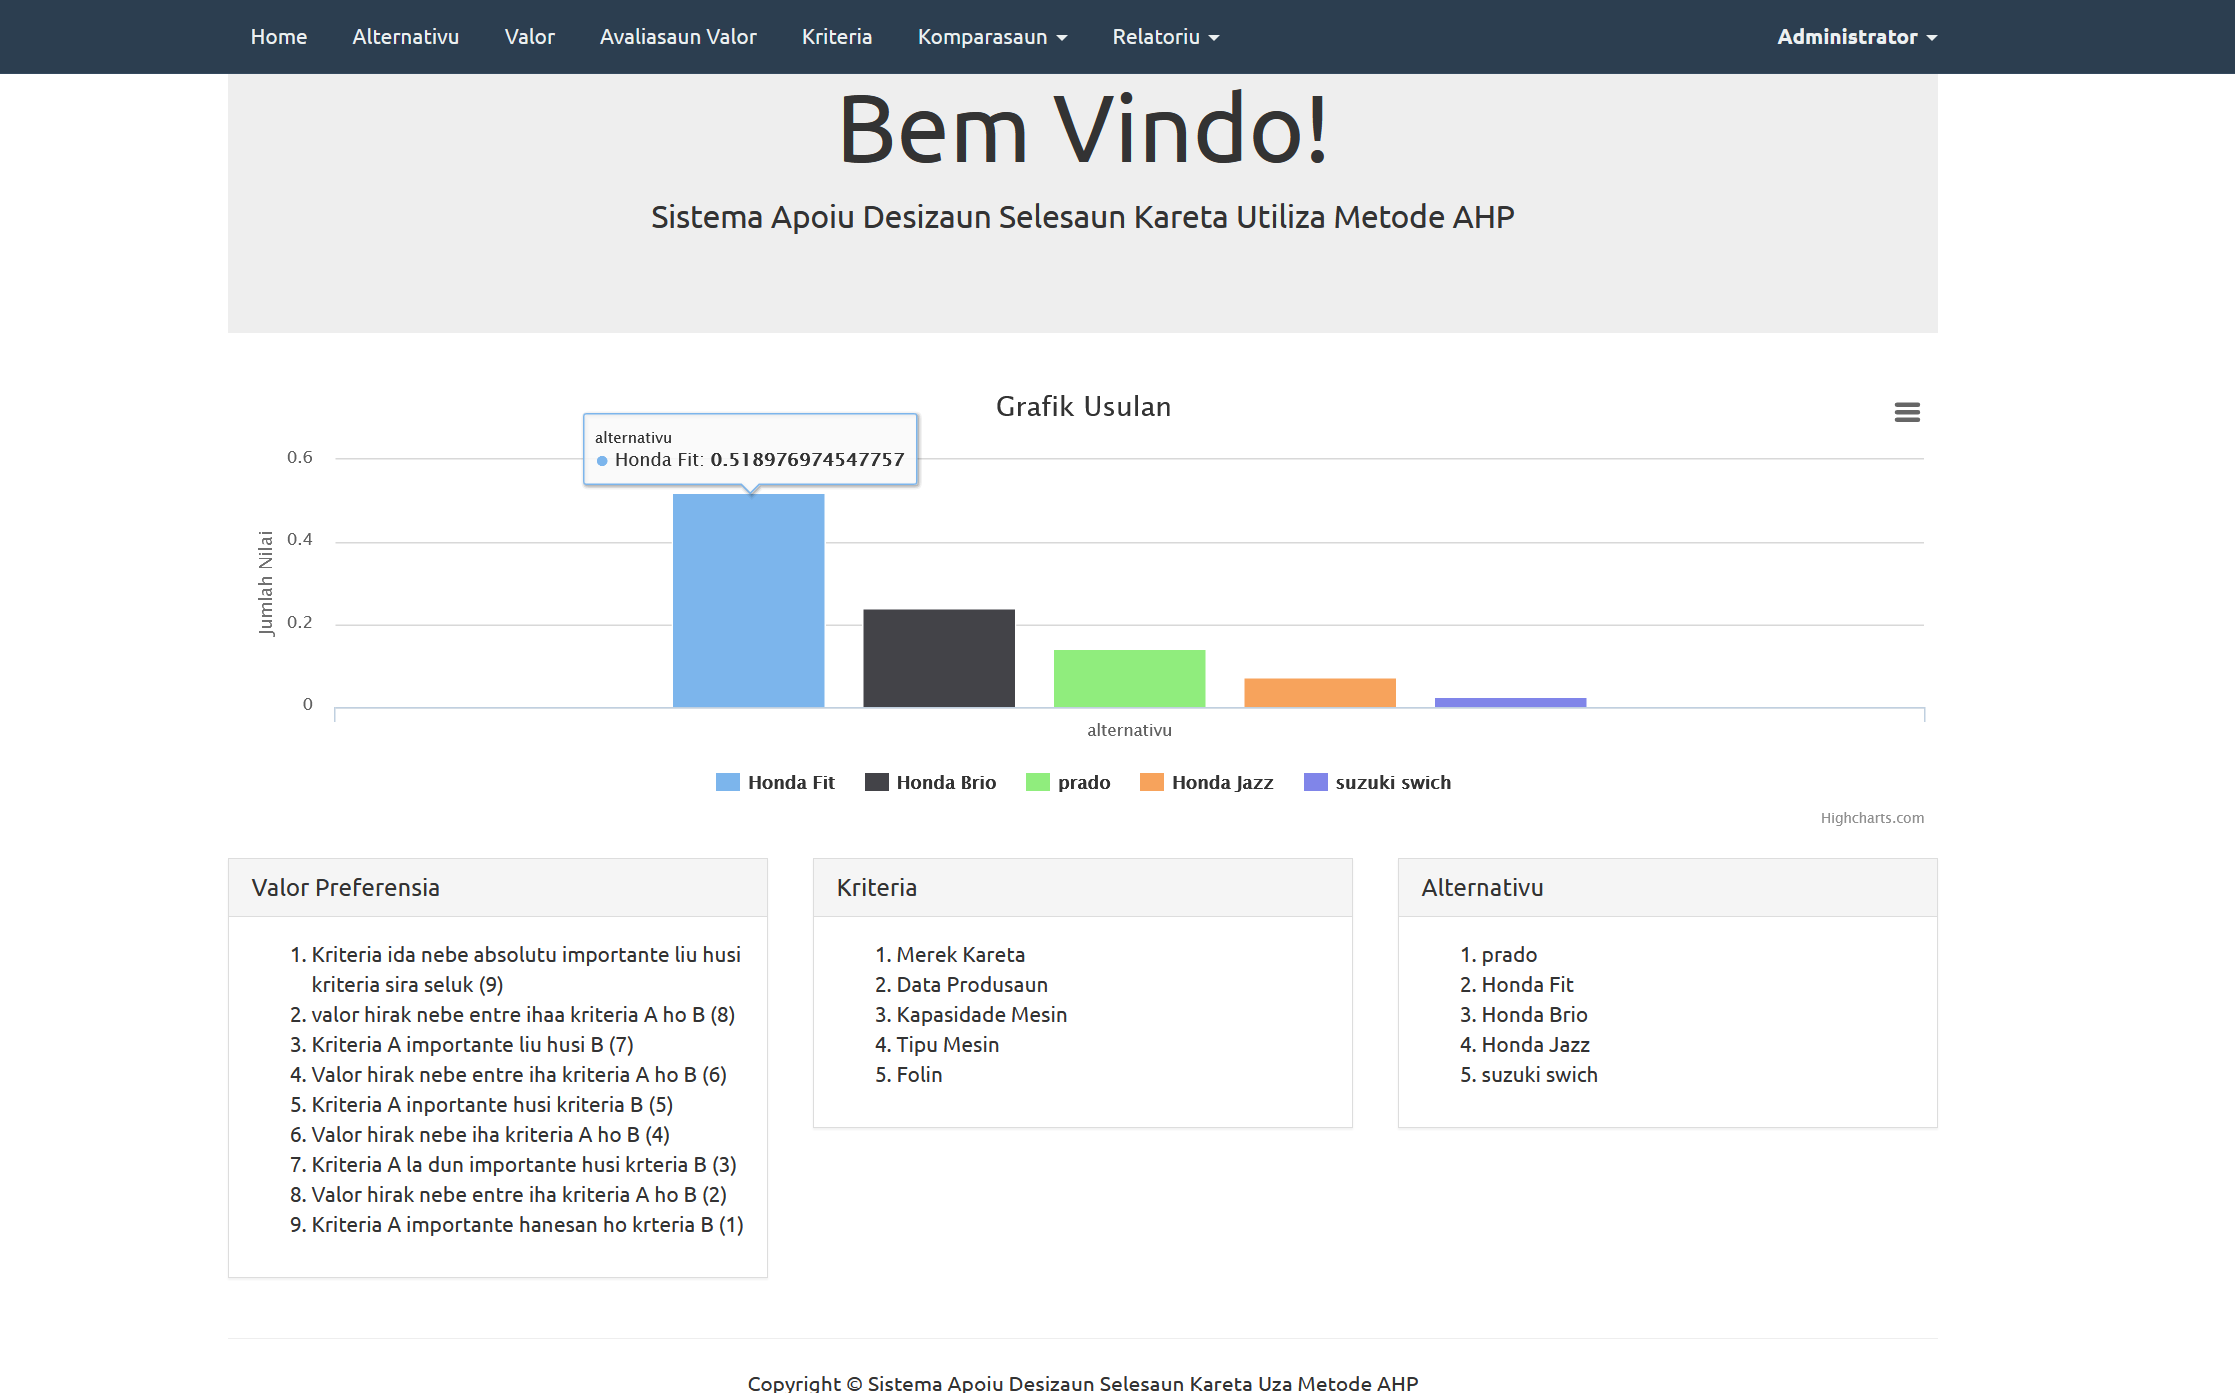 Home Alternativu Valor Avaliasaun Valor Kriteria Komparasaun Relatoriu Administrator
Bem Vindo!
Sistema Apoiu Desizaun Selesaun Kareta Utiliza Metode AHP
Grafik Usulan
alternativu
Honda Fit: 0.518976974547757
0.6
0.4
0.2
0
Jumlah Nilai
alternativu
Honda Fit Honda Brio prado Honda Jazz suzuki swich
Highcharts.com
Valor Preferensia
1. Kriteria ida nebe absolutu importante liu husi
kriteria sira seluk (9)
2. valor hirak nebe entre ihaa kriteria A ho B (8)
3. Kriteria A importante liu husi B (7)
4. Valor hirak nebe entre iha kriteria A ho B (6)
5. Kriteria A inportante husi kriteria B (5)
6. Valor hirak nebe iha kriteria A ho B (4)
7. Kriteria A la dun importante husi krteria B (3)
8. Valor hirak nebe entre iha kriteria A ho B (2)
9. Kriteria A importante hanesan ho krteria B (1)
Kriteria
1. Merek Kareta
2. Data Produsaun
3. Kapasidade Mesin
4. Tipu Mesin
5. Folin
Alternativu
1. prado
2. Honda Fit
3. Honda Brio
4. Honda Jazz
5. suzuki swich
Copyright © Sistema Apoiu Desizaun Selesaun Kareta Uza Metode AHP